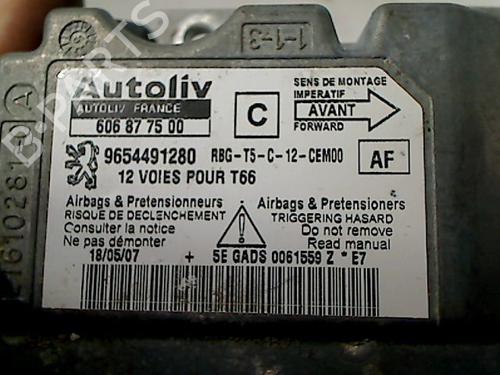 1-1-3-
Autoliv
AUTOLIV FRANCE
606 87 75 00
C
SENS DE MONTAGE
IMPERATIF
AVANT
FORWARD
9654491280 RBG-T5-C-12-CEM00
AF
12 VOIES POUR T66
Airbags & Pretensionneurs
RISQUE DE DECLENCHEMENT
Consulter la notice
Ne pas démonter
Airbags & Pretensioners
TRIGGERING HASARD
Do not remove
Read manual
18/05/07 + 5E GADS 0061559 Z * E7
B-PARTS